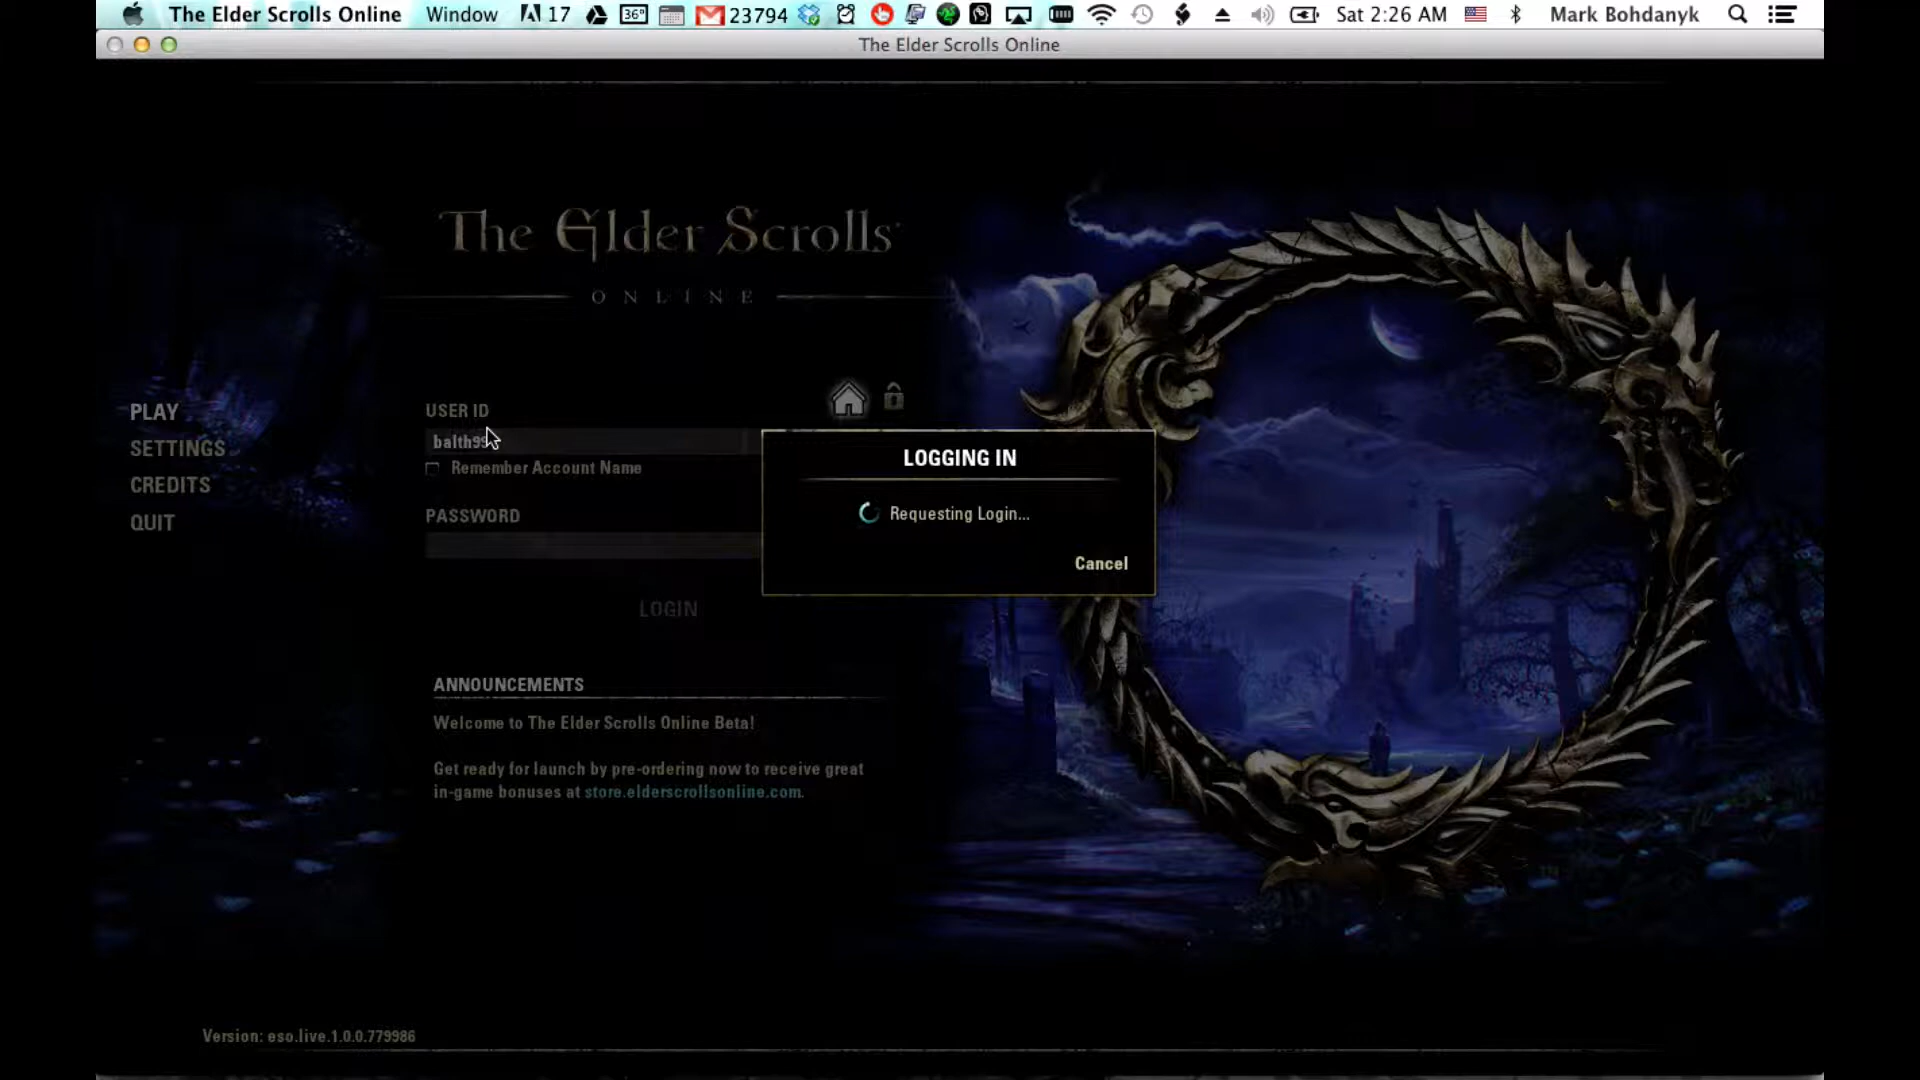 The Elder Scrolls Online Window 17 36° 23794 Sat 2:26 AM Mark Bohdanyk
The Elder Scrolls Online
The Elder Scrolls
ONLINE
PLAY
SETTINGS
CREDITS
QUIT
USER ID
Remember Account Name
PASSWORD
LOGIN
LOGGING IN
Requesting Login...
Cancel
ANNOUNCEMENTS
Welcome to The Elder Scrolls Online Beta!
Get ready for launch by pre-ordering now to receive great
in-game bonuses at store.elderscrollsonline.com.
Version: eso.live.1.0.0.779986